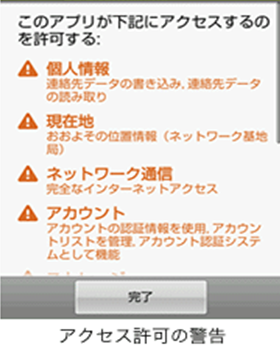 このアプリが下記にアクセスするの
を許可する:
個人情報
連絡先データの書き込み, 連絡先データ
の読み取り
現在地
おおよその位置情報（ネットワーク基地
局）
ネットワーク通信
完全なインターネットアクセス
アカウント
アカウントの認証情報を使用, アカウン
トリストを管理, アカウント認証システ
ムとして機能
完了
アクセス許可の警告